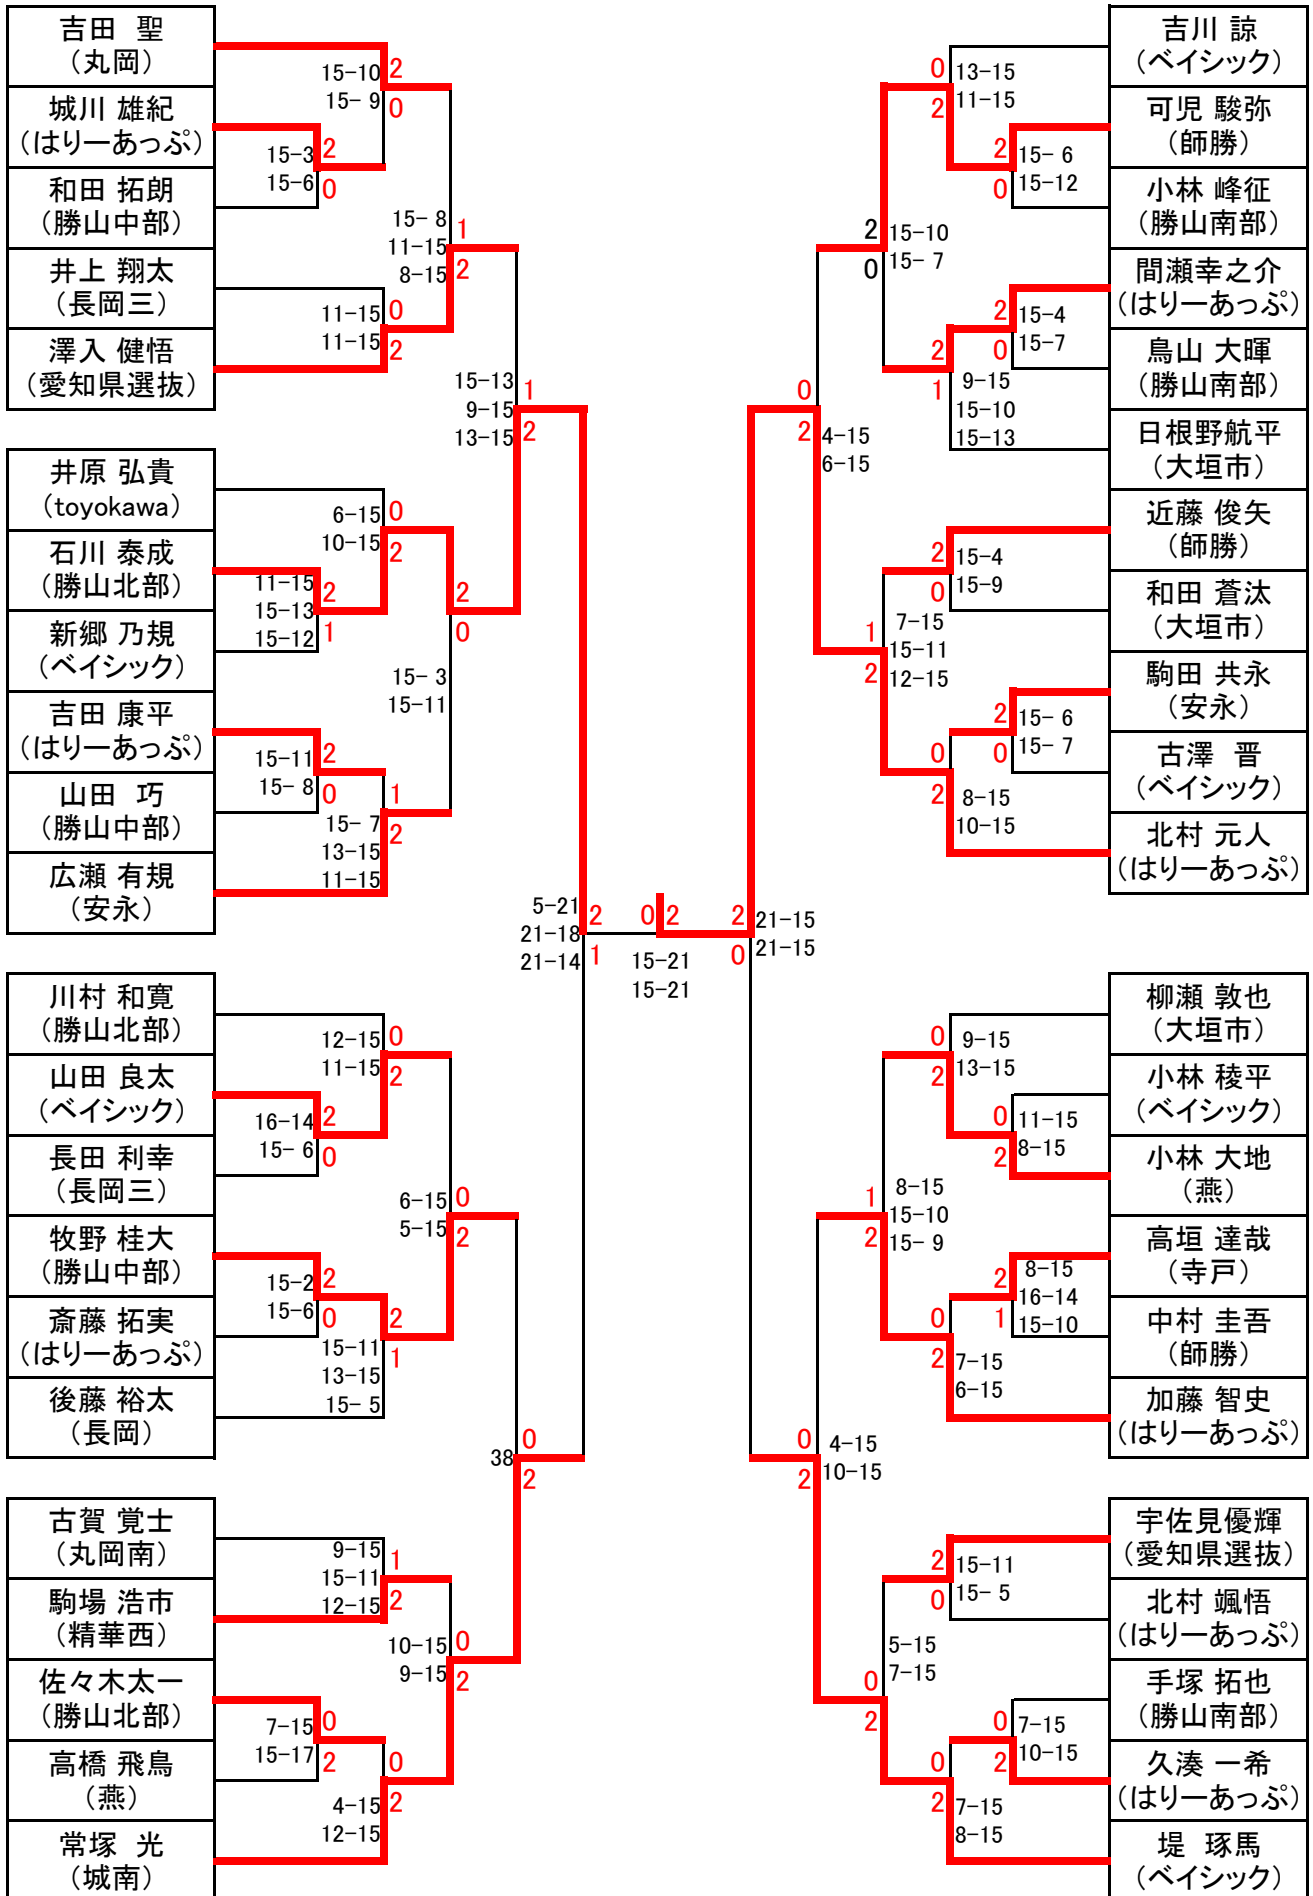 吉田 聖
（丸岡）
城川 雄紀
（はりーあっぷ）
和田 拓朗
（勝山中部）
井上 翔太
（長岡三）
澤入 健悟
（愛知県選抜）
15-10
15- 9
2
0
15-3
15-6
2
0
11-15
11-15
0
2
15- 8
11-15
8-15
1
2
15-13
9-15
13-15
1
2
井原 弘貴
（toyokawa）
石川 泰成
（勝山北部）
新郷 乃規
（ベイシック）
吉田 康平
（はりーあっぷ）
山田 巧
（勝山中部）
広瀬 有規
（安永）
6-15
10-15
0
2
11-15
15-13
15-12
2
1
2
0
15- 3
15-11
15-11
15- 8
2
0
15- 7
13-15
11-15
1
2
5-21
21-18
21-14
2
1
0
2
15-21
15-21
2
0
21-15
21-15
川村 和寛
（勝山北部）
山田 良太
（ベイシック）
長田 利幸
（長岡三）
牧野 桂大
（勝山中部）
斎藤 拓実
（はりーあっぷ）
後藤 裕太
（長岡）
12-15
11-15
0
2
16-14
15- 6
2
0
6-15
5-15
0
2
15-2
15-6
2
0
15-11
13-15
15- 5
2
1
38
0
2
古賀 覚士
（丸岡南）
駒場 浩市
（精華西）
佐々木太一
（勝山北部）
高橋 飛鳥
（燕）
常塚 光
（城南）
9-15
15-11
12-15
1
2
10-15
9-15
0
2
7-15
15-17
0
2
4-15
12-15
0
2
吉川 諒
（ベイシック）
可児 駿弥
（師勝）
小林 峰征
（勝山南部）
間瀬幸之介
（はりーあっぷ）
鳥山 大暉
（勝山南部）
日根野航平
（大垣市）
近藤 俊矢
（師勝）
和田 蒼汰
（大垣市）
駒田 共永
（安永）
古澤 晋
（ベイシック）
北村 元人
（はりーあっぷ）
0
2
13-15
11-15
2
0
15- 6
15-12
2
0
15-10
15- 7
2
0
15-4
15-7
2
1
9-15
15-10
15-13
0
2
4-15
6-15
2
0
15-4
15-9
1
2
7-15
15-11
12-15
2
0
15- 6
15- 7
0
2
8-15
10-15
柳瀬 敦也
（大垣市）
小林 稜平
（ベイシック）
小林 大地
（燕）
高垣 達哉
（寺戸）
中村 圭吾
（師勝）
加藤 智史
（はりーあっぷ）
0
2
9-15
13-15
0
2
11-15
8-15
1
2
8-15
15-10
15- 9
2
1
8-15
16-14
15-10
0
2
7-15
6-15
0
2
4-15
10-15
宇佐見優輝
（愛知県選抜）
北村 颯悟
（はりーあっぷ）
手塚 拓也
（勝山南部）
久湊 一希
（はりーあっぷ）
堤 琢馬
（ベイシック）
2
0
15-11
15- 5
0
2
5-15
7-15
0
2
7-15
10-15
0
2
7-15
8-15